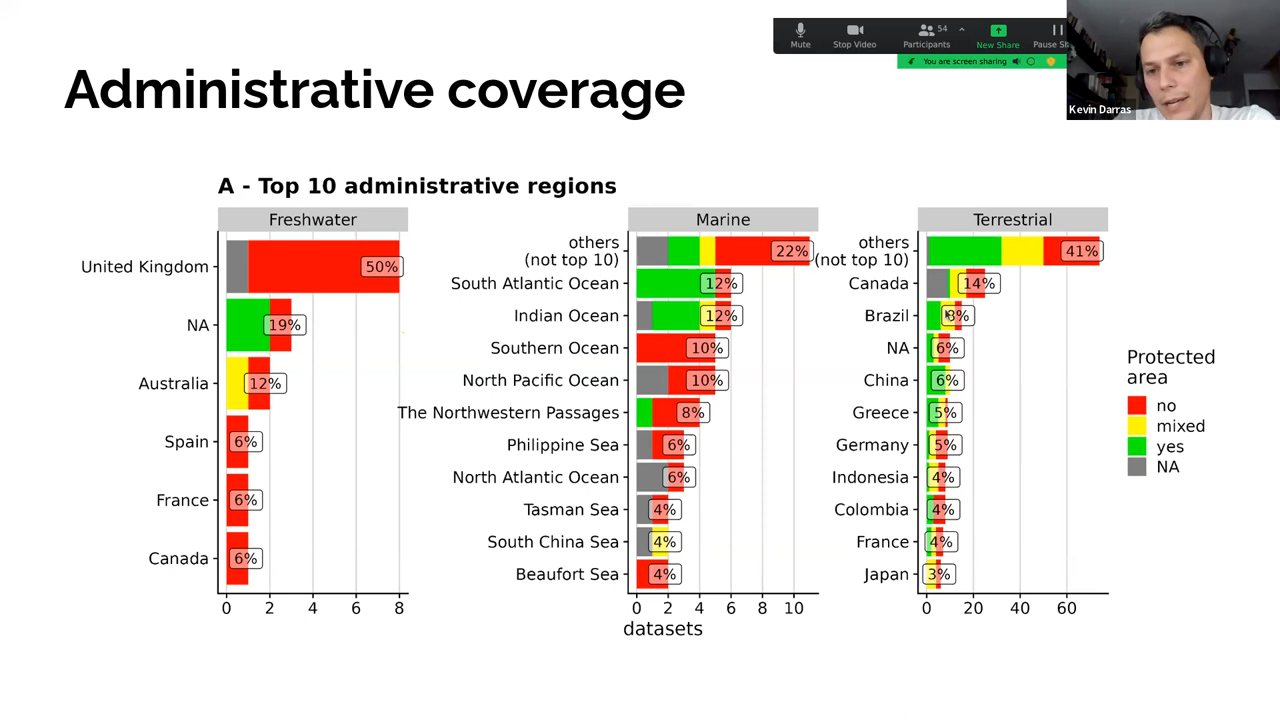 Mute
Stop Video
54
Participants
New Share
You are screen sharing
Kevin Darras
Administrative coverage
A - Top 10 administrative regions
Freshwater
United Kingdom
50%
NA
19%
Australia
12%
Spain
6%
France
6%
Canada
6%
0 2 4 6 8
Marine
others
(not top 10)
22%
South Atlantic Ocean
12%
Indian Ocean
12%
Southern Ocean
10%
North Pacific Ocean
10%
The Northwestern Passages
8%
Philippine Sea
6%
North Atlantic Ocean
6%
Tasman Sea
4%
South China Sea
4%
Beaufort Sea
4%
0 2 4 6 8 10
datasets
Terrestrial
others
(not top 10)
41%
Canada
14%
Brazil
8%
NA
6%
China
6%
Greece
5%
Germany
5%
Indonesia
4%
Colombia
4%
France
4%
Japan
3%
0 20 40 60
Protected
area
no
mixed
yes
NA